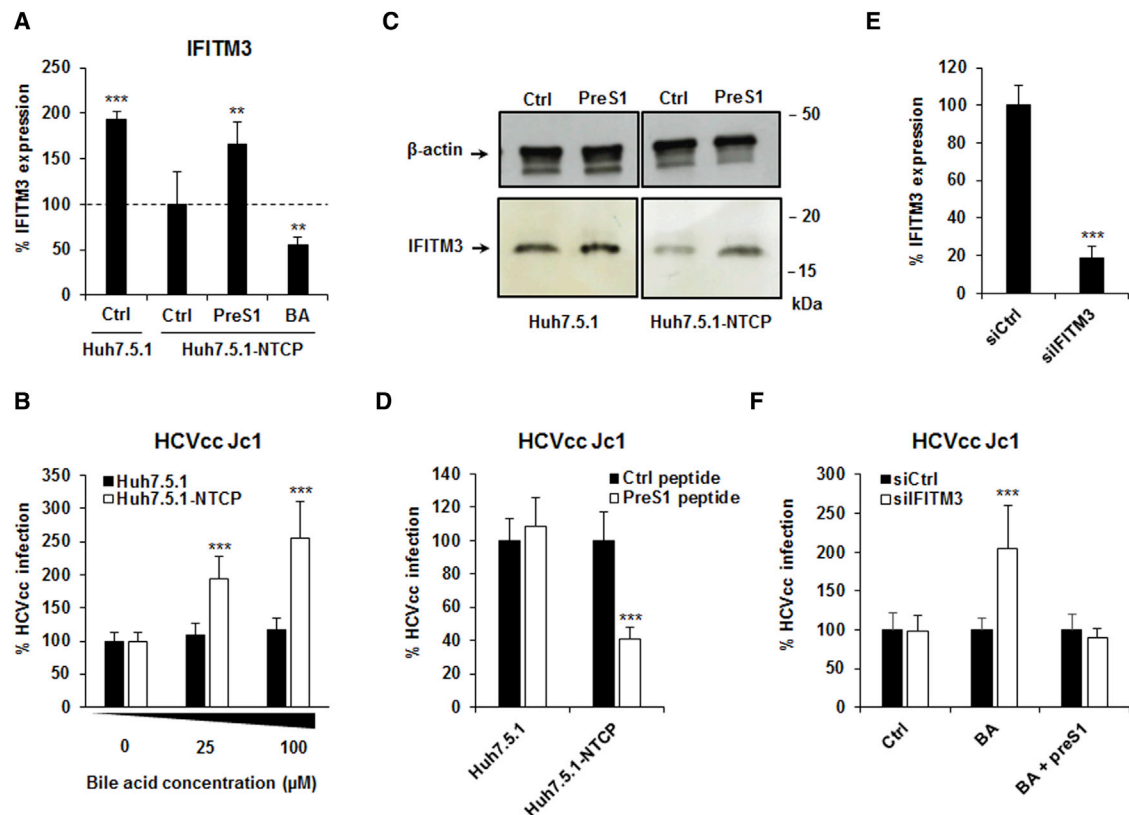 A
IFITM3
% IFITM3 expression
250
200
150
100
50
0
***
**
**
Ctrl
Ctrl PreS1 BA
Huh7.5.1 Huh7.5.1-NTCP
B
HCVcc Jc1
% HCVcc infection
350
300
250
200
150
100
50
0
Huh7.5.1
Huh7.5.1-NTCP
***
***
0 25 100
Bile acid concentration (µM)
C
Ctrl PreS1 Ctrl PreS1
β-actin
IFITM3
– 50
– 20
– 15
kDa
Huh7.5.1 Huh7.5.1-NTCP
D
HCVcc Jc1
% HCVcc infection
140
120
100
80
60
40
20
0
Ctrl peptide
PreS1 peptide
***
Huh7.5.1
Huh7.5.1-NTCP
E
% IFITM3 expression
120
100
80
60
40
20
0
***
siCtrl
siIFITM3
F
HCVcc Jc1
% HCVcc infection
350
300
250
200
150
100
50
0
siCtrl
siIFITM3
***
Ctrl
BA
BA + preS1